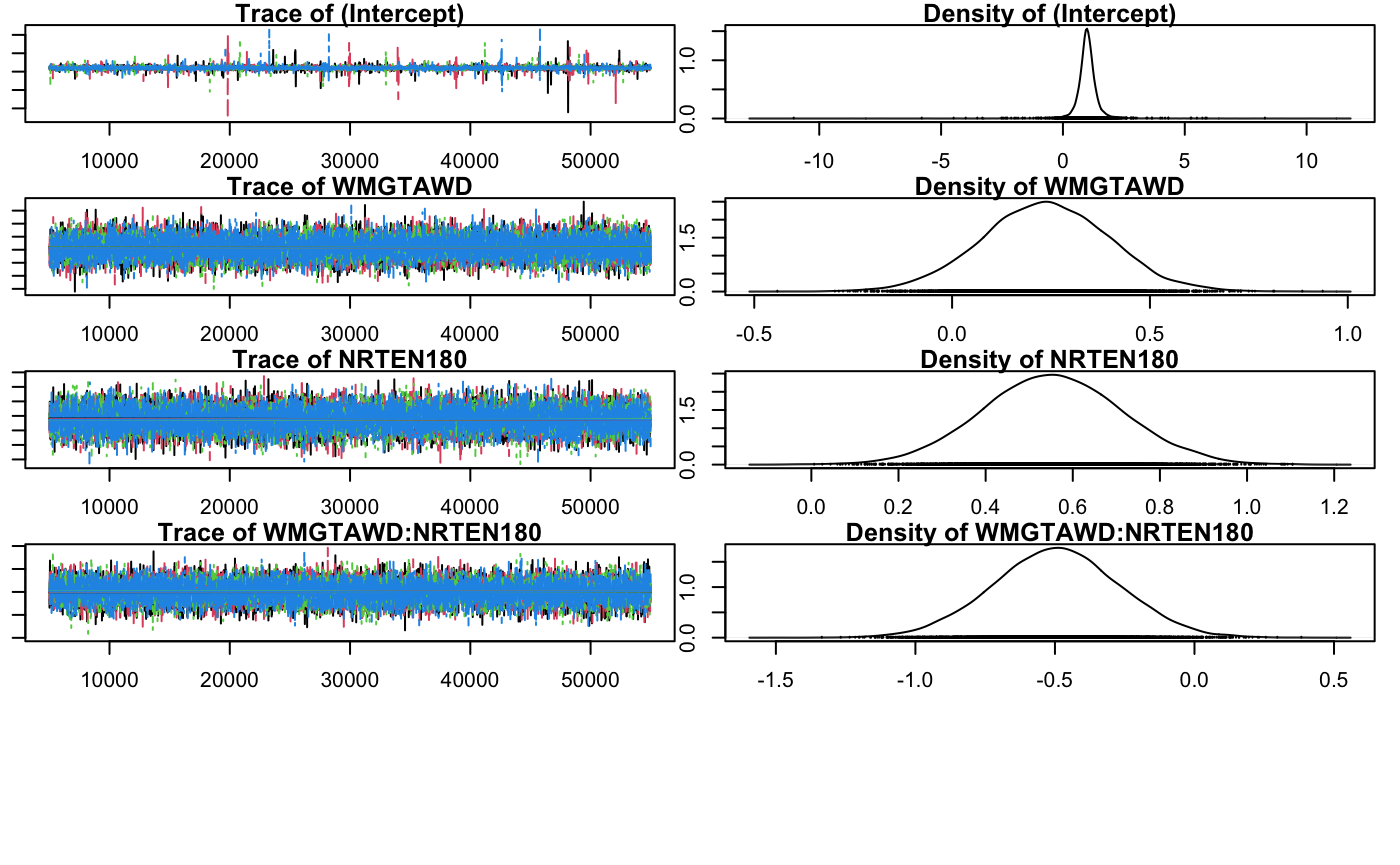 Trace of (Intercept)
10000 20000 30000 40000 50000
Density of (Intercept)
0.0 1.0
-10 -5 0 5 10
Trace of WMGTAWD
10000 20000 30000 40000 50000
Density of WMGTAWD
0.0 1.5
-0.5 0.0 0.5 1.0
Trace of NRTEN180
10000 20000 30000 40000 50000
Density of NRTEN180
0.0 1.5
0.0 0.2 0.4 0.6 0.8 1.0 1.2
Trace of WMGTAWD:NRTEN180
10000 20000 30000 40000 50000
Density of WMGTAWD:NRTEN180
0.0 1.0
-1.5 -1.0 -0.5 0.0 0.5